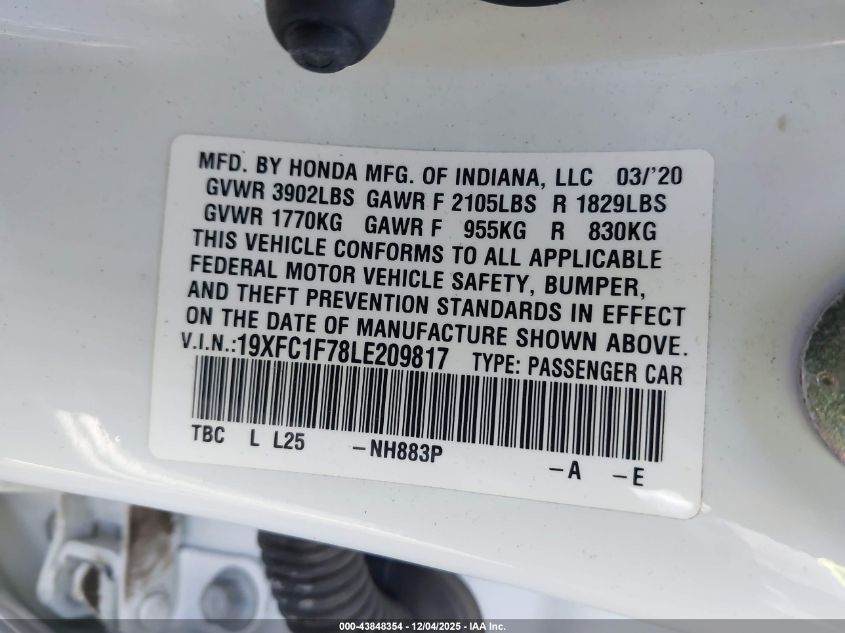 MFD. BY HONDA MFG. OF INDIANA, LLC 03/'20
GVWR 3902LBS GAWR F 2105LBS R 1829LBS
GVWR 1770KG GAWR F 955KG R 830KG
THIS VEHICLE CONFORMS TO ALL APPLICABLE
FEDERAL MOTOR VEHICLE SAFETY, BUMPER,
AND THEFT PREVENTION STANDARDS IN EFFECT
ON THE DATE OF MANUFACTURE SHOWN ABOVE.
V.I.N.:19XFC1F78LE209817 TYPE: PASSENGER CAR
TBC L L25 -NH883P -A -E
000-43848354 - 12/04/2025 - IAA Inc.